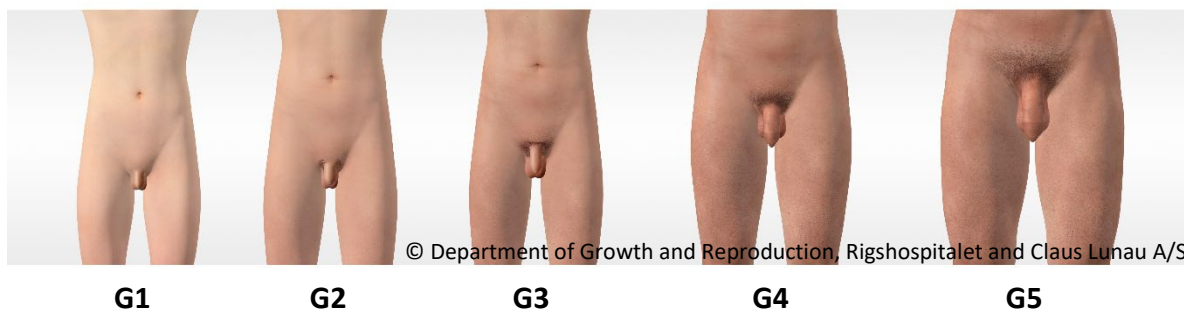 © Department of Growth and Reproduction, Rigshospitalet and Claus Lunau A/S
G1 G2 G3 G4 G5